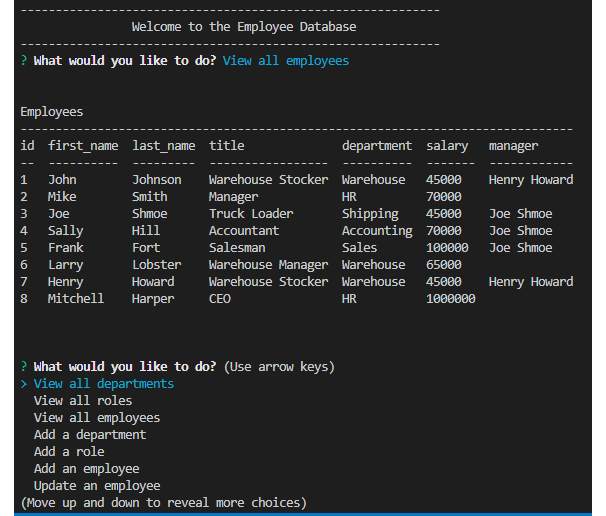 ------------------------------------------------------------
Welcome to the Employee Database
------------------------------------------------------------
? What would you like to do? View all employees
Employees
-------------------------------------------------------------------------------
id  first_name  last_name  title              department  salary   manager
--  ----------  ---------  -----------------  ----------  -------  ------------
1   John        Johnson    Warehouse Stocker  Warehouse   45000    Henry Howard
2   Mike        Smith      Manager            HR          70000
3   Joe         Shmoe      Truck Loader       Shipping    45000    Joe Shmoe
4   Sally       Hill       Accountant         Accounting  70000    Joe Shmoe
5   Frank       Fort       Salesman           Sales       100000   Joe Shmoe
6   Larry       Lobster    Warehouse Manager  Warehouse   65000
7   Henry       Howard     Warehouse Stocker  Warehouse   45000    Henry Howard
8   Mitchell    Harper     CEO                HR          1000000
? What would you like to do? (Use arrow keys)
> View all departments
  View all roles
  View all employees
  Add a department
  Add a role
  Add an employee
  Update an employee
(Move up and down to reveal more choices)